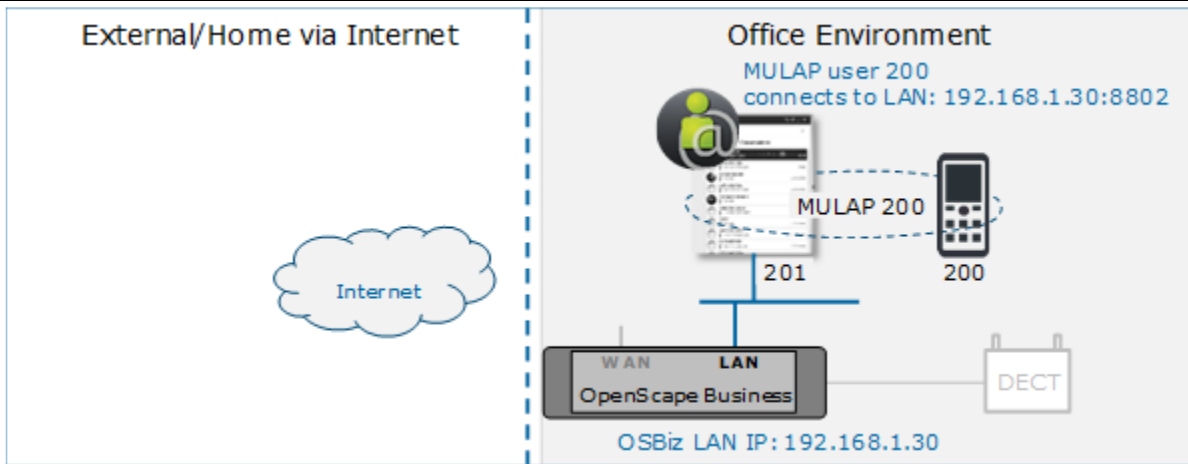 External/Home via Internet
Office Environment
MULAP user 200
connects to LAN: 192.168.1.30:8802
@
MULAP 200
201
200
Internet
WAN
LAN
OpenScape Business
DECT
OSBiz LAN IP: 192.168.1.30